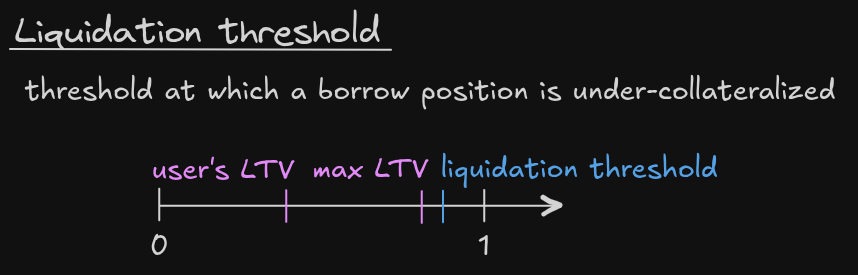 Liquidation threshold
threshold at which a borrow position is under-collateralized
user's LTV max LTV liquidation threshold
0 1